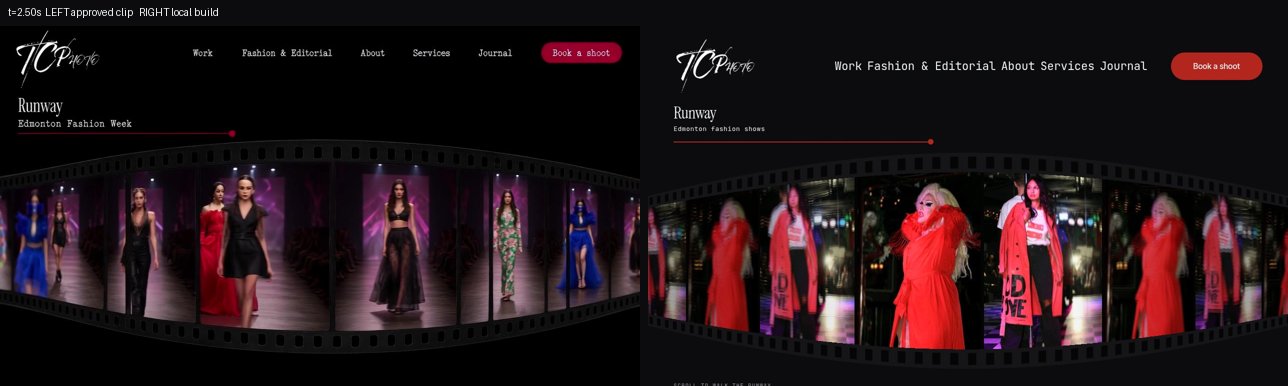 t=2.50s LEFT approved clip RIGHT local build
TCPHOTO
Work Fashion & Editorial About Services Journal Book a shoot
Runway
Edmonton Fashion Week
TCPHOTO
Work Fashion & Editorial About Services Journal Book a shoot
Runway
Edmonton fashion shows
SCROLL TO WALK THE RUNWAY